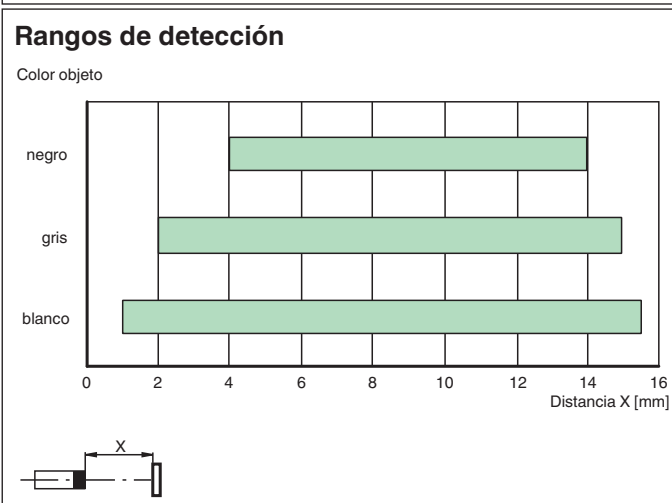 Rangos de detección
Color objeto
negro
gris
blanco
0 2 4 6 8 10 12 14 16
Distancia X [mm]
X